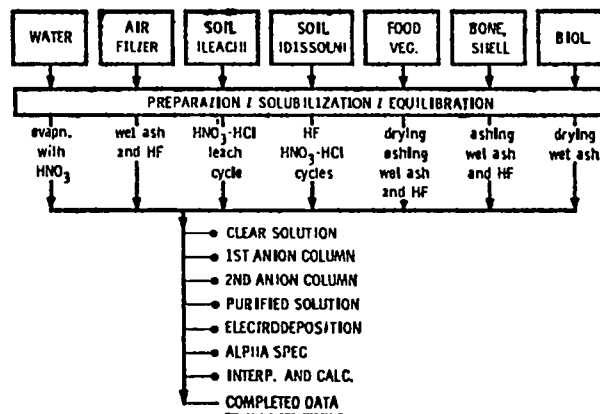 WATER
AIR
FILTER
SOIL
(LEACH)
SOIL
(DISSOLN)
FOOD
VEG.
BONE,
SHELL
BIOL.
PREPARATION / SOLUBILIZATION / EQUILIBRATION
evapn.
with
HNO3
wet ash
and HF
HNO3-HCl
leach
cycle
HF
HNO3-HCl
cycles
drying
ashing
wet ash
and HF
ashing
wet ash
and HF
drying
wet ash
CLEAR SOLUTION
1ST ANION COLUMN
2ND ANION COLUMN
PURIFIED SOLUTION
ELECTRODEPOSITION
ALPHA SPEC
INTERP. AND CALC.
COMPLETED DATA